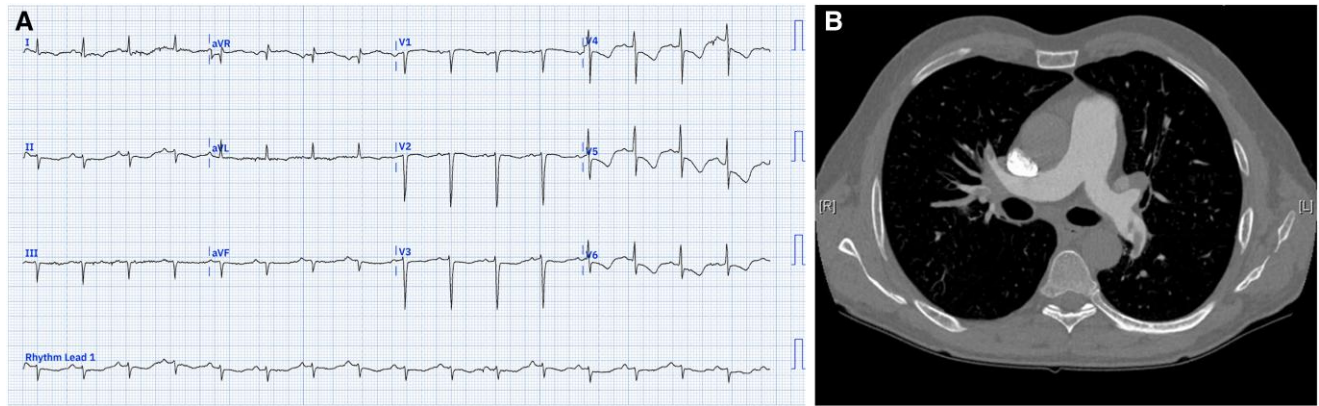 A
B
I aVR V1 V4
II aVL V2 V5
III aVF V3 V6
Rhythm Lead 1
[R] [L]